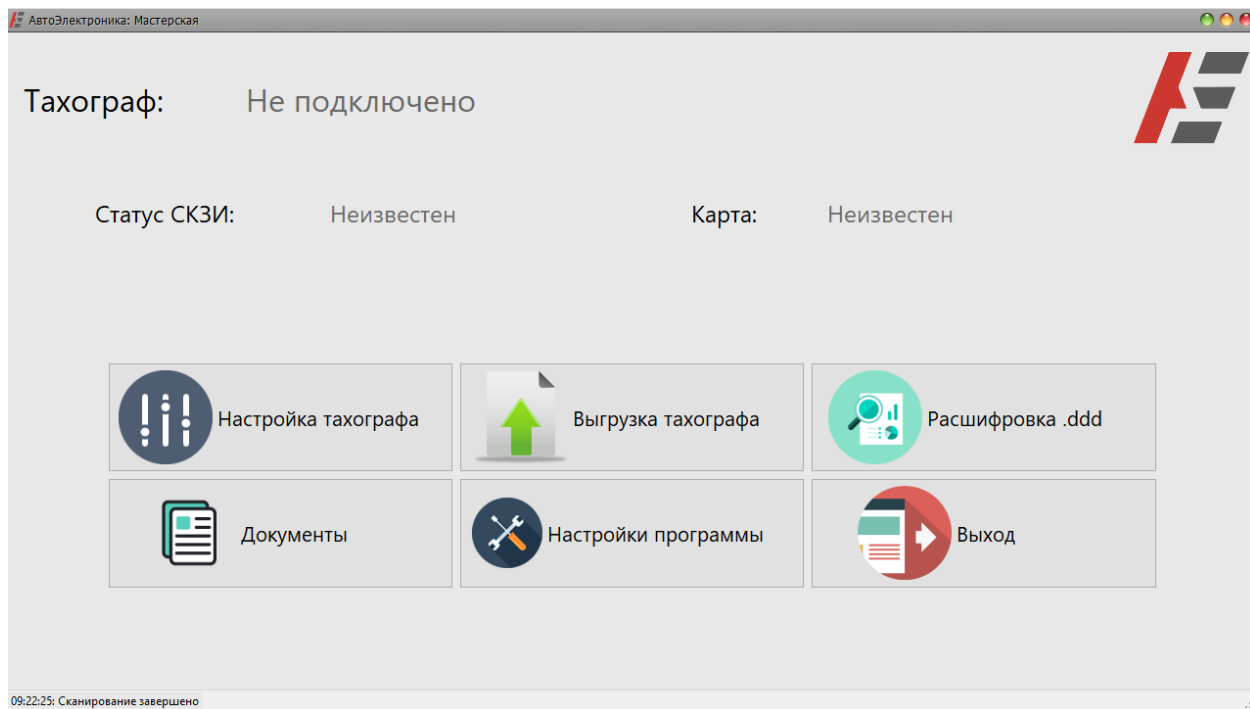 АвтоЭлектроника: Мастерская
Тахограф: Не подключено
Статус СКЗИ: Неизвестен Карта: Неизвестен
Настройка тахографа Выгрузка тахографа Расшифровка .ddd
Документы Настройки программы Выход
09:22:25: Сканирование завершено